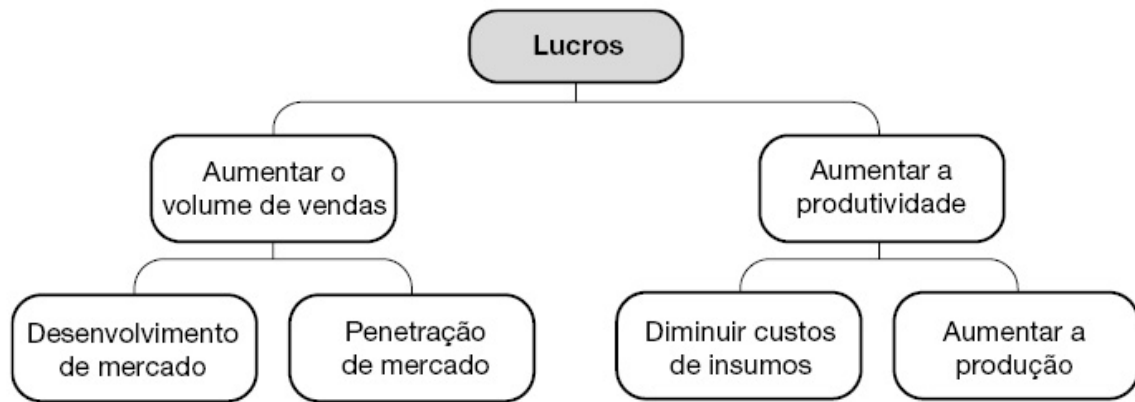 Lucros
Aumentar o
volume de vendas
Aumentar a
produtividade
Desenvolvimento
de mercado
Penetração
de mercado
Diminuir custos
de insumos
Aumentar a
produção